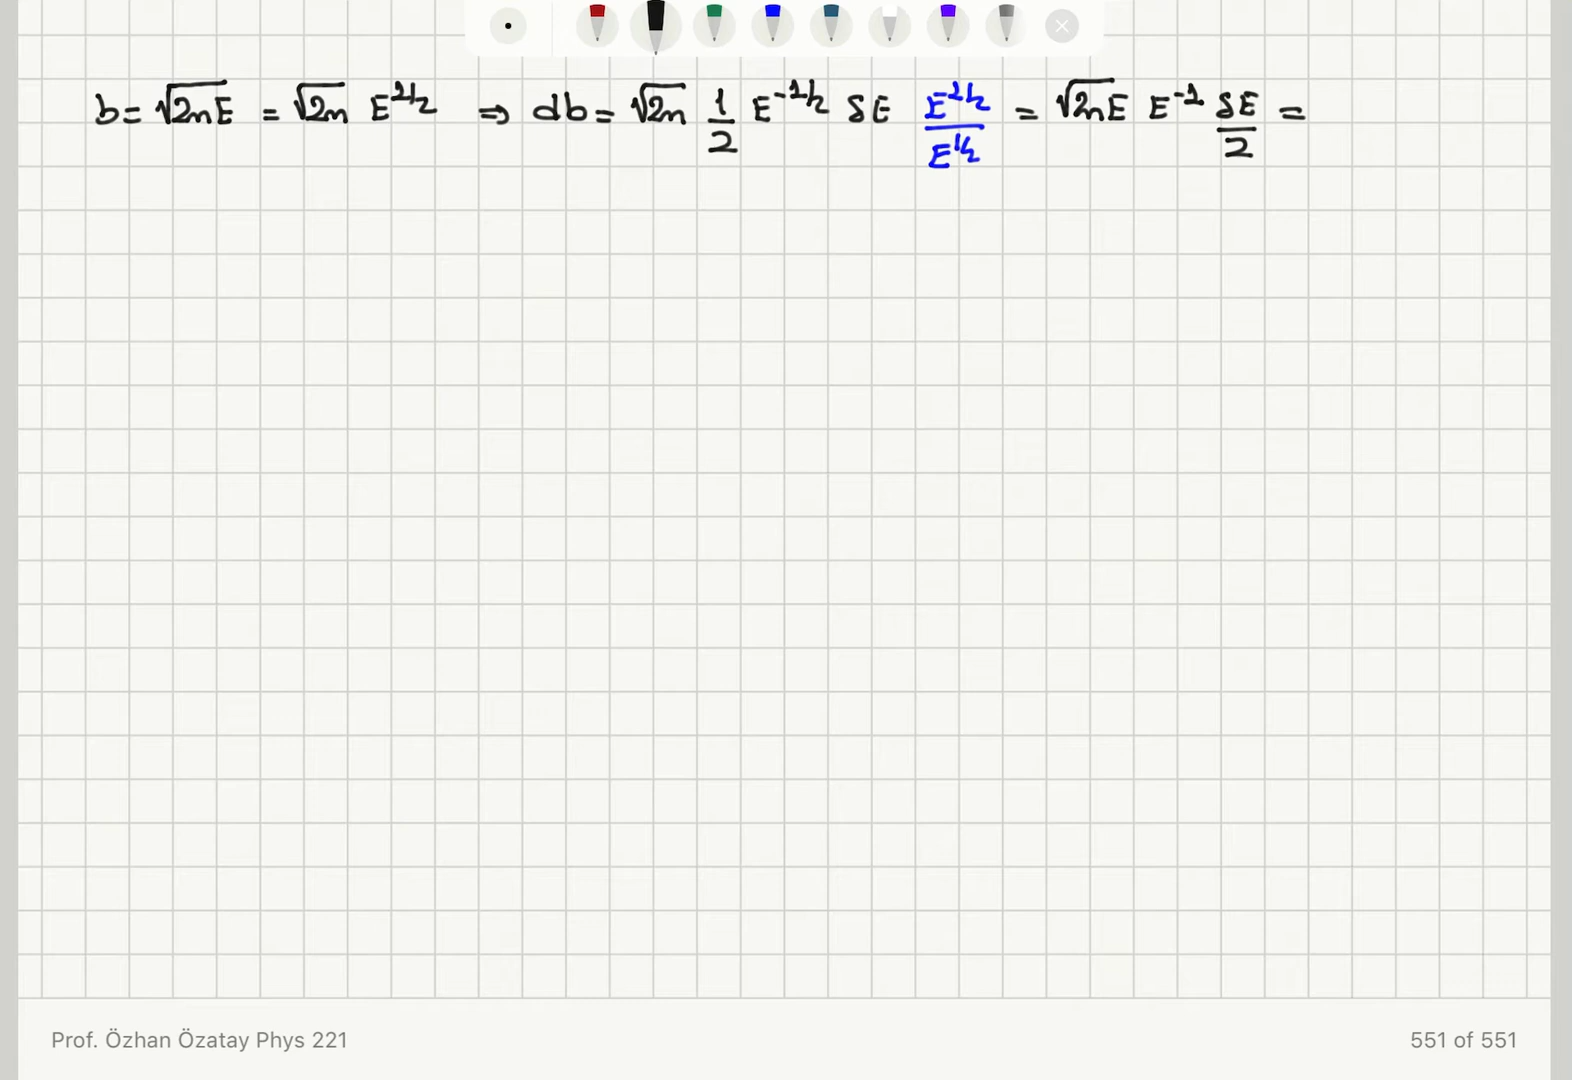 b = √2mE = √2m E^1/2 ⇒ db = √2m 1/2 E^-1/2 δE E^1/2/E^1/2 = √2mE E^-1 δE/2 =
Prof. Özhan Özatay Phys 221
551 of 551